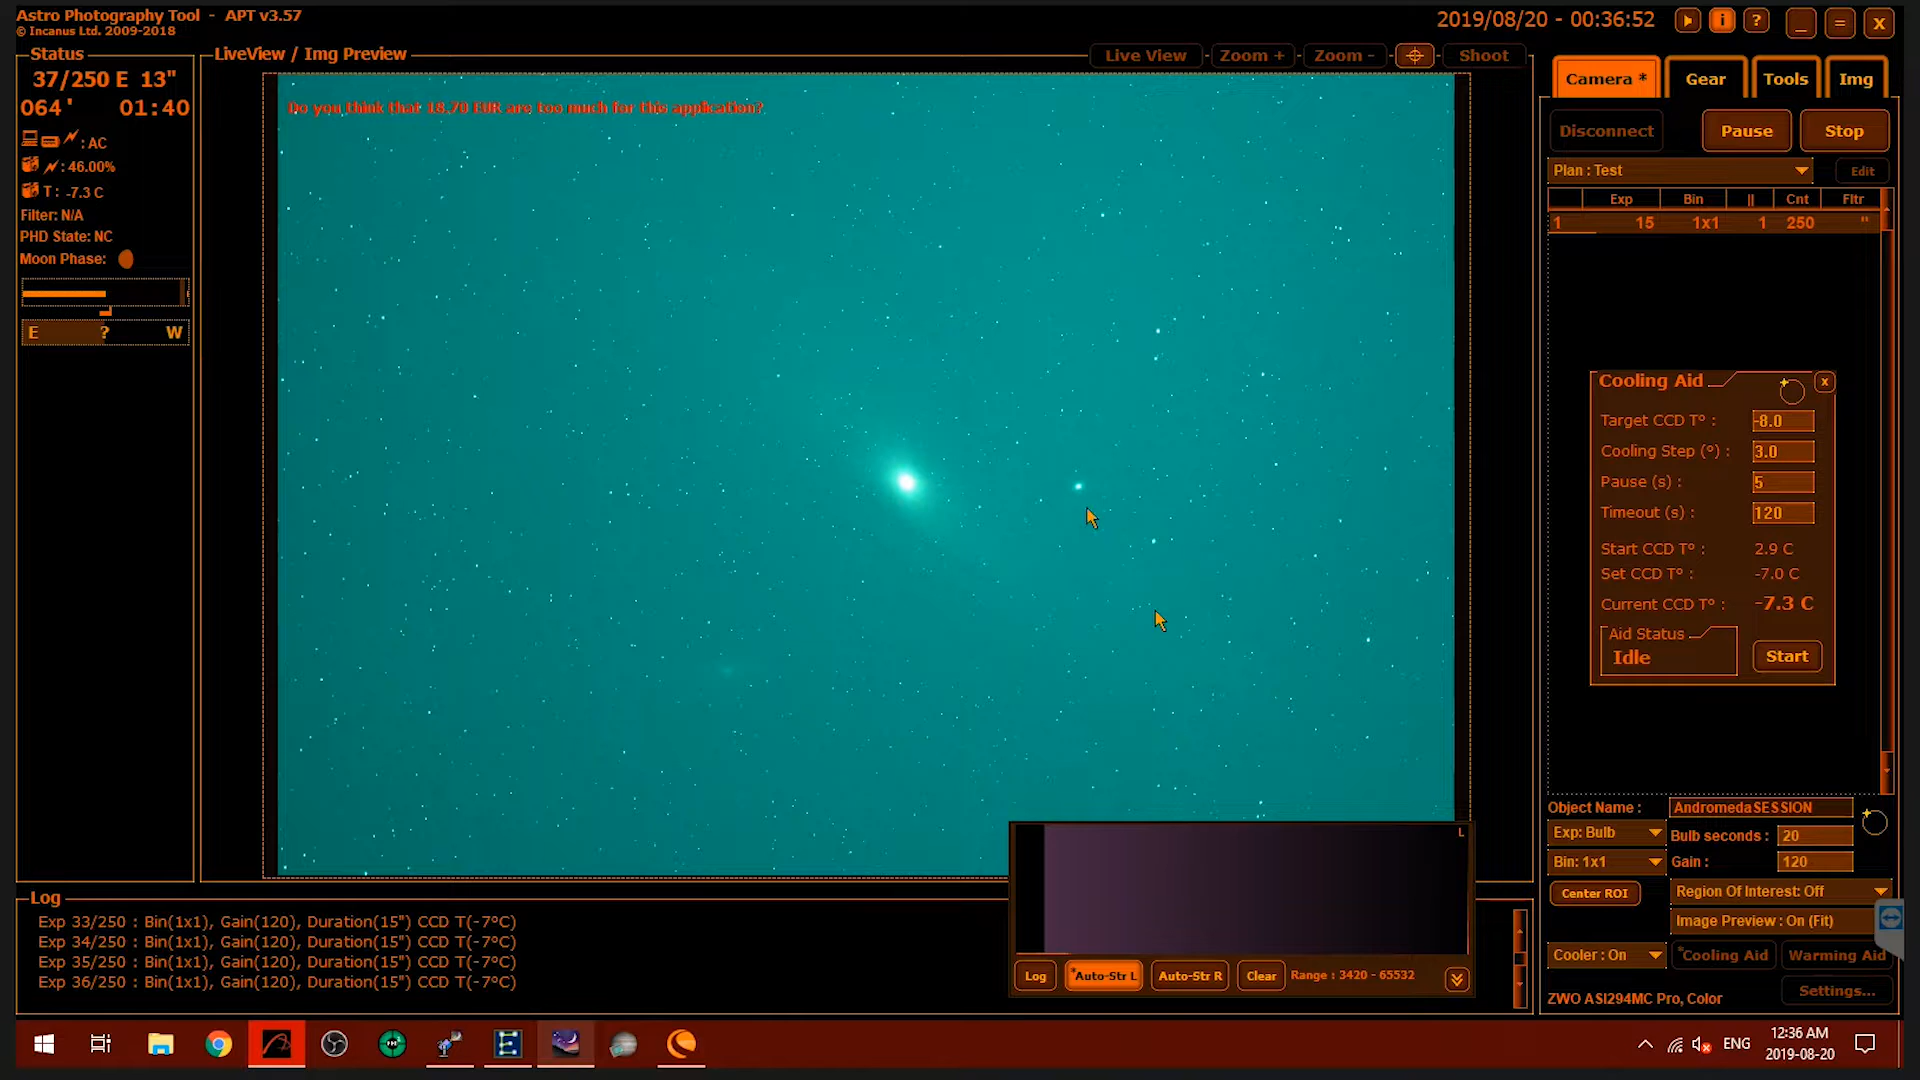 Astro Photography Tool - APT v3.57
© Incanus Ltd. 2009-2018
2019/08/20 - 00:36:52
i
?
_
=
X
Status
37/250 E 13"
064 ' 01:40
: AC
: 46.00%
T : -7.3 C
Filter: N/A
PHD State: NC
Moon Phase:
E ? W
LiveView / Img Preview
Live View
Zoom +
Zoom -
Shoot
Do you think that 18.70 EUR are too much for this application?
Camera *
Gear
Tools
Img
Disconnect
Pause
Stop
Plan : Test
Edit
Exp Bin || Cnt Fltr
1 15 1x1 1 250 "
Cooling Aid
x
Target CCD T° : -8.0
Cooling Step (°) : 3.0
Pause (s) : 5
Timeout (s) : 120
Start CCD T° : 2.9 C
Set CCD T° : -7.0 C
Current CCD T° : -7.3 C
Aid Status
Idle
Start
Object Name : AndromedaSESSION
Exp: Bulb
Bulb seconds : 20
Bin: 1x1
Gain : 120
Center ROI
Region Of Interest: Off
Image Preview : On (Fit)
Cooler : On
*Cooling Aid
Warming Aid
ZWO ASI294MC Pro, Color
Settings...
Log
Exp 33/250 : Bin(1x1), Gain(120), Duration(15") CCD T(-7°C)
Exp 34/250 : Bin(1x1), Gain(120), Duration(15") CCD T(-7°C)
Exp 35/250 : Bin(1x1), Gain(120), Duration(15") CCD T(-7°C)
Exp 36/250 : Bin(1x1), Gain(120), Duration(15") CCD T(-7°C)
L
Log
*Auto-Str L
Auto-Str R
Clear
Range : 3420 - 65532
ENG
12:36 AM
2019-08-20